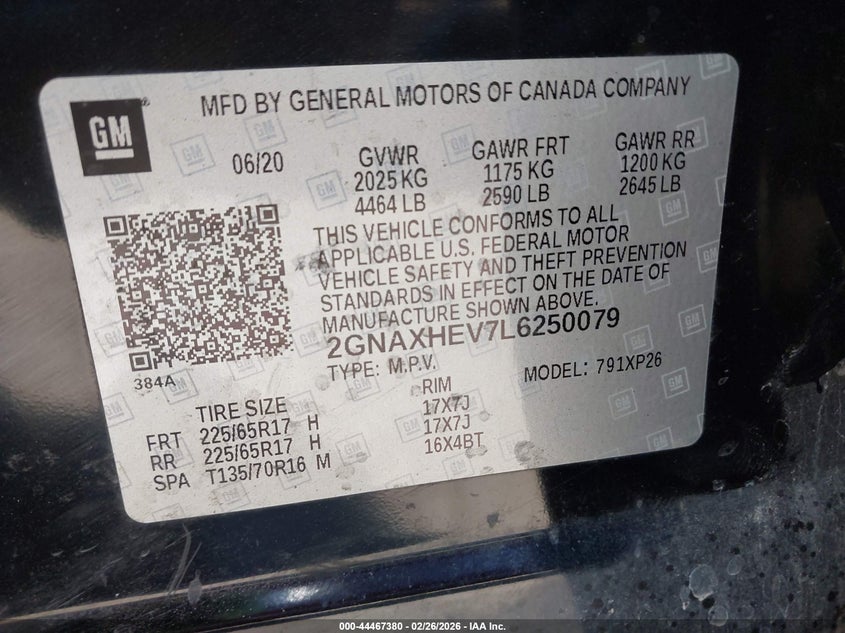 GM
MFD BY GENERAL MOTORS OF CANADA COMPANY
06/20
GVWR
2025 KG
4464 LB
GAWR FRT
1175 KG
2590 LB
GAWR RR
1200 KG
2645 LB
THIS VEHICLE CONFORMS TO ALL
APPLICABLE U.S. FEDERAL MOTOR
VEHICLE SAFETY AND THEFT PREVENTION
STANDARDS IN EFFECT ON THE DATE OF
MANUFACTURE SHOWN ABOVE.
2GNAXHEV7L6250079
TYPE: M.P.V. MODEL: 791XP26
384A
TIRE SIZE RIM
FRT 225/65R17 H 17X7J
RR 225/65R17 H 17X7J
SPA T135/70R16 M 16X4BT
000-44467380 - 02/26/2026 - IAA Inc.